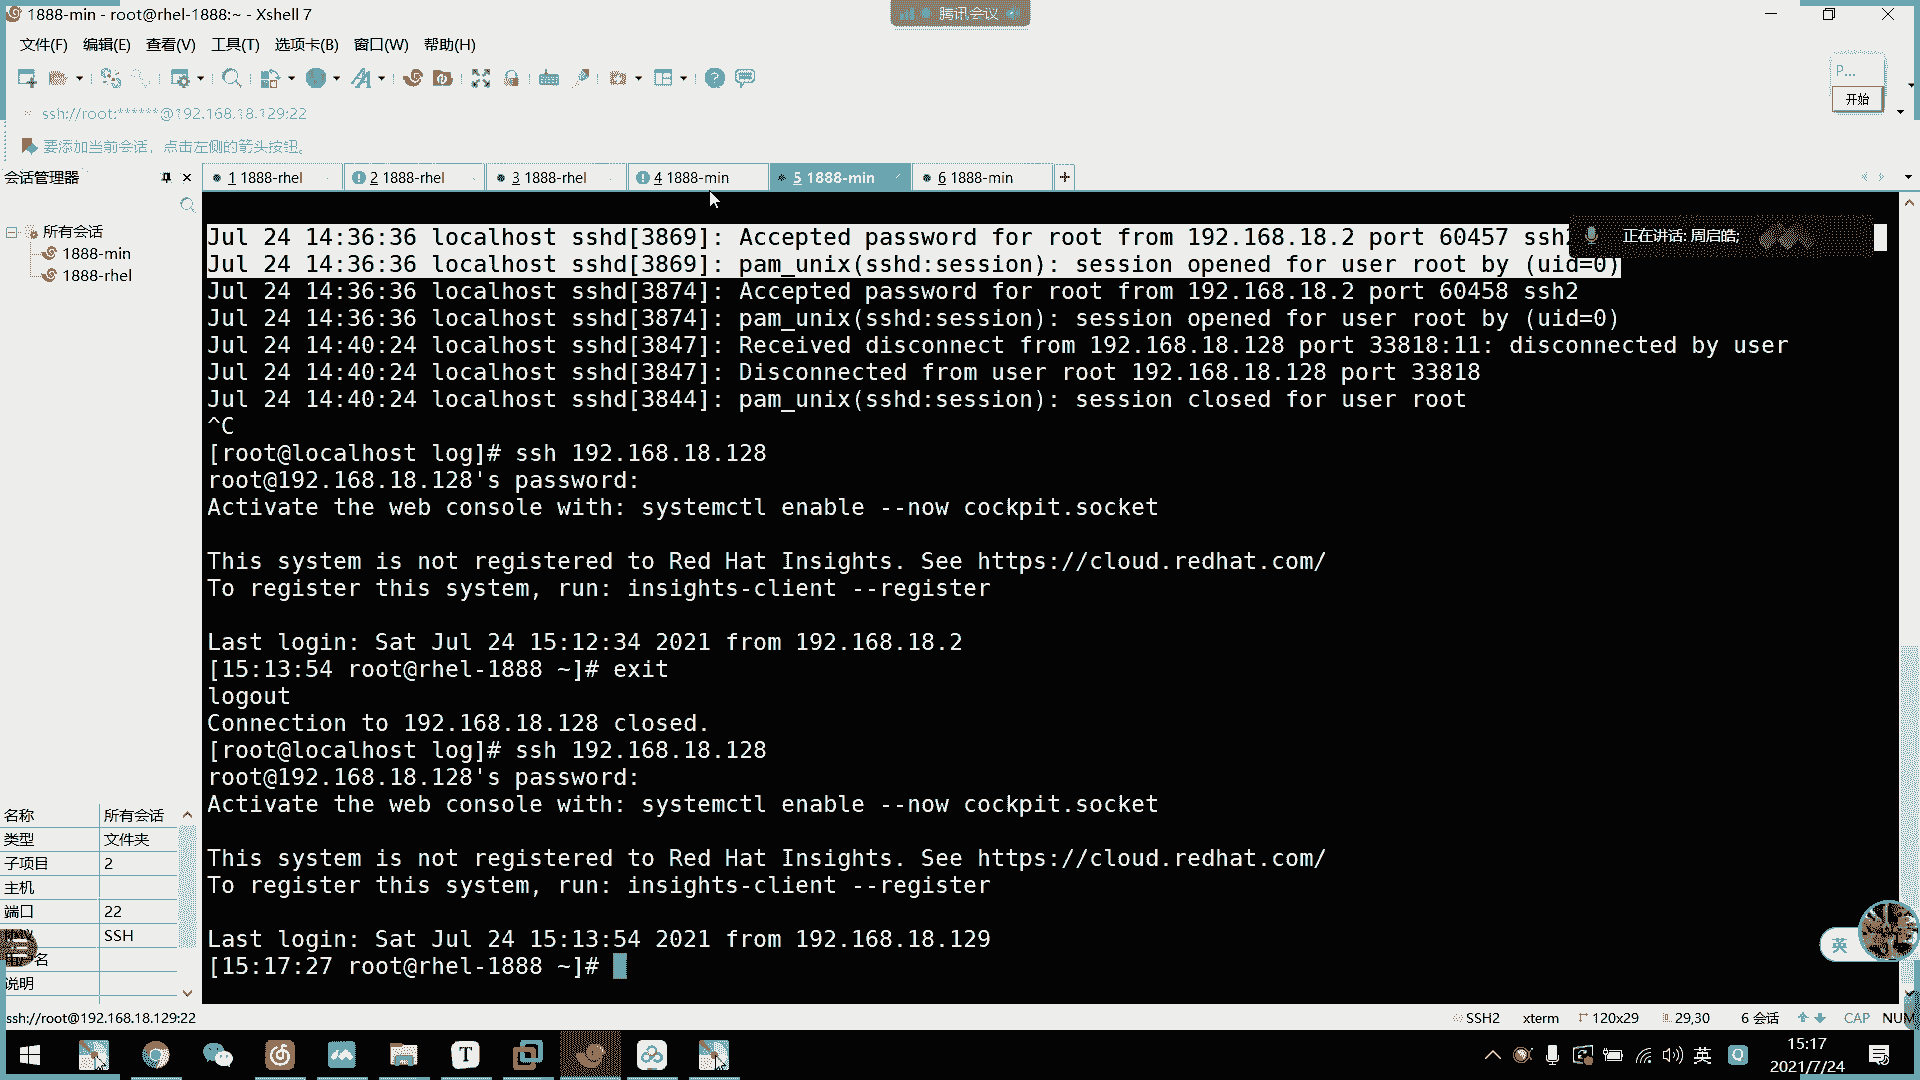 1888-min - root@rhel-1888:~ - Xshell 7
腾讯会议
文件(F) 编辑(E) 查看(V) 工具(T) 选项卡(B) 窗口(W) 帮助(H)
P...
开始
ssh://root:******@192.168.18.129:22
要添加当前会话，点击左侧的箭头按钮。
会话管理器
1 1888-rhel
2 1888-rhel
3 1888-rhel
4 1888-min
5 1888-min
6 1888-min
所有会话
1888-min
1888-rhel
正在讲话: 周启皓;
Jul 24 14:36:36 localhost sshd[3869]: Accepted password for root from 192.168.18.2 port 60457 ssh2
Jul 24 14:36:36 localhost sshd[3869]: pam_unix(sshd:session): session opened for user root by (uid=0)
Jul 24 14:36:36 localhost sshd[3874]: Accepted password for root from 192.168.18.2 port 60458 ssh2
Jul 24 14:36:36 localhost sshd[3874]: pam_unix(sshd:session): session opened for user root by (uid=0)
Jul 24 14:40:24 localhost sshd[3847]: Received disconnect from 192.168.18.128 port 33818:11: disconnected by user
Jul 24 14:40:24 localhost sshd[3847]: Disconnected from user root 192.168.18.128 port 33818
Jul 24 14:40:24 localhost sshd[3844]: pam_unix(sshd:session): session closed for user root
^C
[root@localhost log]# ssh 192.168.18.128
root@192.168.18.128's password:
Activate the web console with: systemctl enable --now cockpit.socket
This system is not registered to Red Hat Insights. See https://cloud.redhat.com/
To register this system, run: insights-client --register
Last login: Sat Jul 24 15:12:34 2021 from 192.168.18.2
[15:13:54 root@rhel-1888 ~]# exit
logout
Connection to 192.168.18.128 closed.
[root@localhost log]# ssh 192.168.18.128
root@192.168.18.128's password:
Activate the web console with: systemctl enable --now cockpit.socket
This system is not registered to Red Hat Insights. See https://cloud.redhat.com/
To register this system, run: insights-client --register
Last login: Sat Jul 24 15:13:54 2021 from 192.168.18.129
[15:17:27 root@rhel-1888 ~]#
名称 所有会话
类型 文件夹
子项目 2
主机
端口 22
SSH
名
说明
英
ssh://root@192.168.18.129:22
SSH2 xterm 120x29 29,30 6 会话 CAP NUM
T
英
15:17
2021/7/24